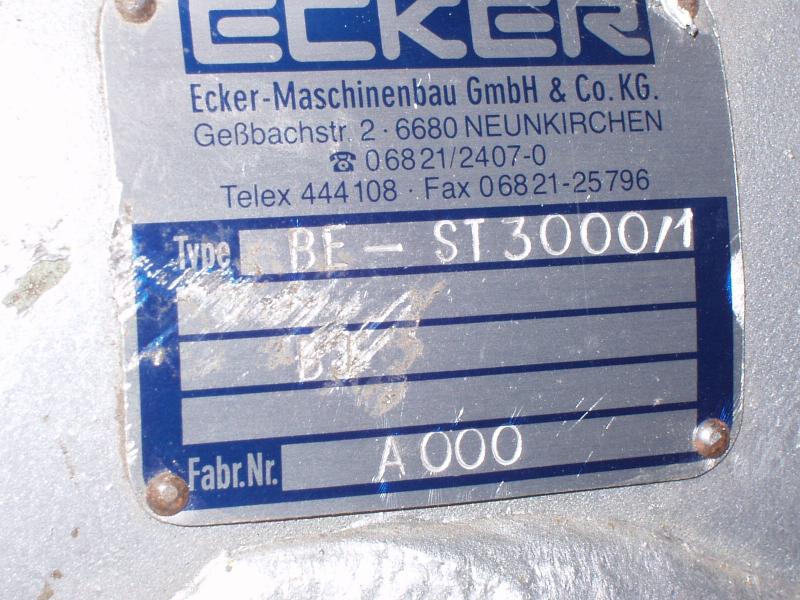 ECKER
Ecker-Maschinenbau GmbH & Co. KG.
Geßbachstr. 2 · 6680 NEUNKIRCHEN
☎ 06821/2407-0
Telex 444108 · Fax 06821-25796
Type BE - ST 3000/1
Fabr.Nr. A 000